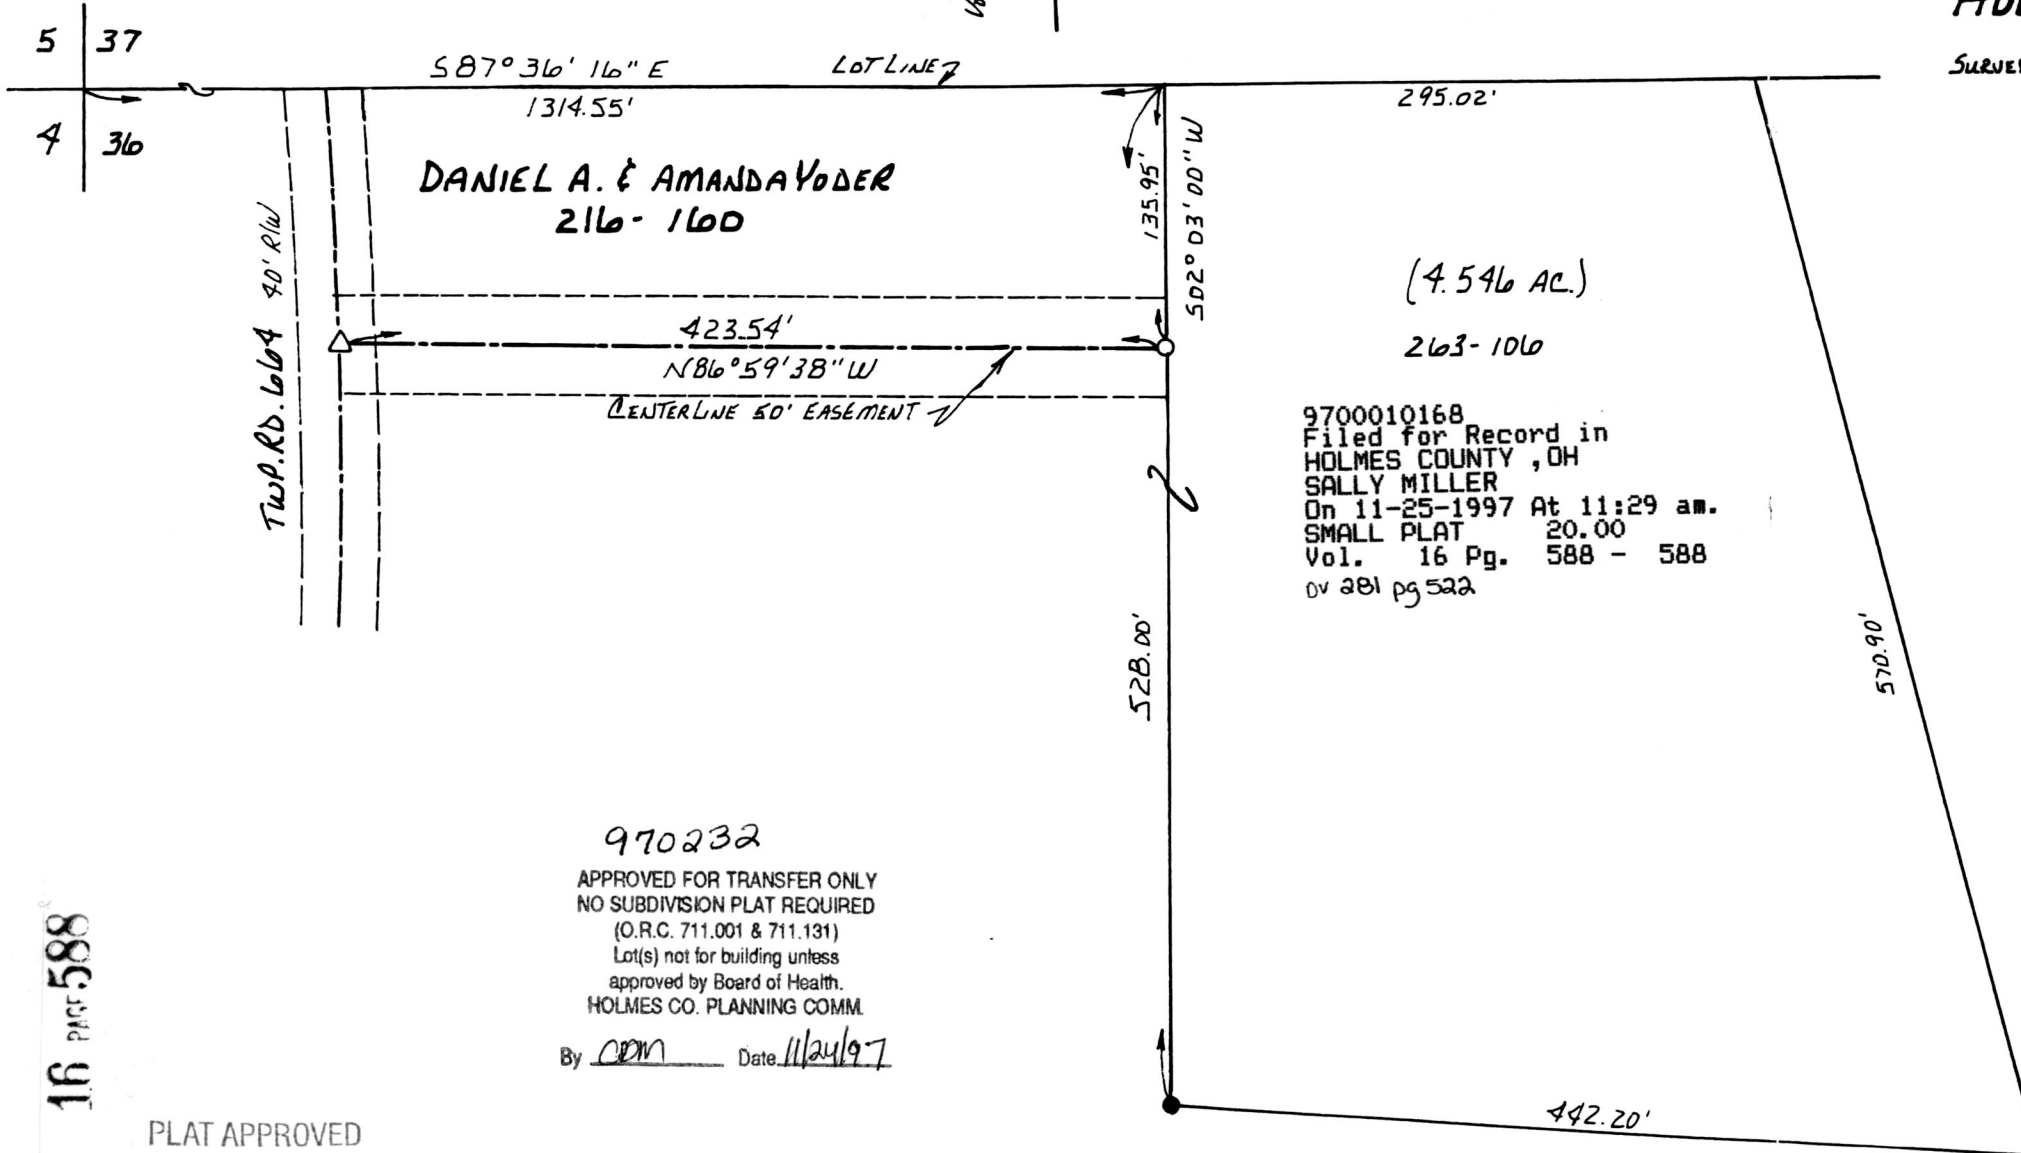 5 37
4 36
S87°36'16"E
LOT LINE
1314.55'
295.02'
DANIEL A. & AMANDA YODER
216-160
TWP. RD. 664 40' R/W
135.95'
S02°03'00"W
423.54'
N86°59'38"W
CENTERLINE 50' EASEMENT
(4.546 AC.)
263-106
9700010168
Filed for Record in
HOLMES COUNTY ,OH
SALLY MILLER
On 11-25-1997 At 11:29 am.
SMALL PLAT 20.00
Vol. 16 Pg. 588 - 588
OV 281 pg 522
528.00'
570.90'
970232
APPROVED FOR TRANSFER ONLY
NO SUBDIVISION PLAT REQUIRED
(O.R.C. 711.001 & 711.131)
Lot(s) not for building unless
approved by Board of Health.
HOLMES CO. PLANNING COMM.
By CDM Date 11/24/97
16 PAGE 588
PLAT APPROVED
442.20'